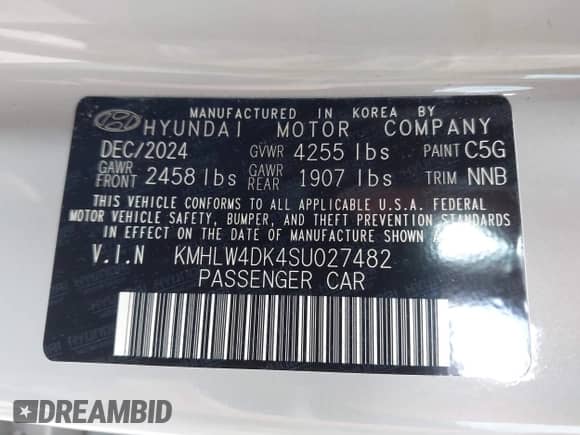 MANUFACTURED IN KOREA BY
HYUNDAI MOTOR COMPANY
DEC/2024 GVWR 4255 lbs PAINT C5G
GAWR FRONT 2458 lbs GAWR REAR 1907 lbs TRIM NNB
THIS VEHICLE CONFORMS TO ALL APPLICABLE U.S.A. FEDERAL
MOTOR VEHICLE SAFETY, BUMPER, AND THEFT PREVENTION STANDARDS
IN EFFECT ON THE DATE OF MANUFACTURE SHOWN ABOVE.
V.I.N KMHLW4DK4SU027482
PASSENGER CAR
DREAMBID